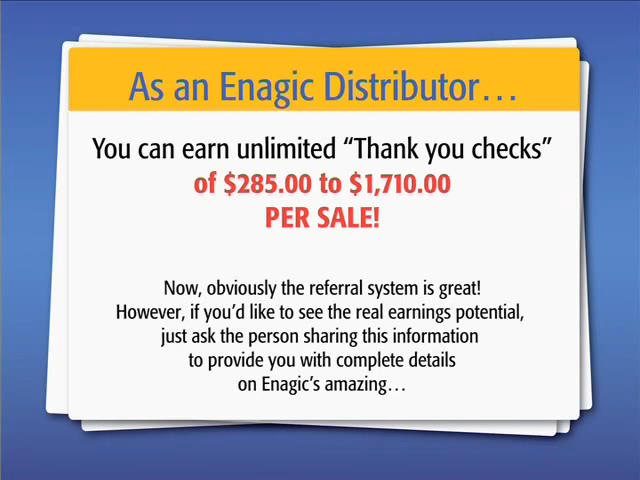 As an Enagic Distributor…
You can earn unlimited “Thank you checks”
of $285.00 to $1,710.00
PER SALE!
Now, obviously the referral system is great!
However, if you’d like to see the real earnings potential,
just ask the person sharing this information
to provide you with complete details
on Enagic’s amazing…